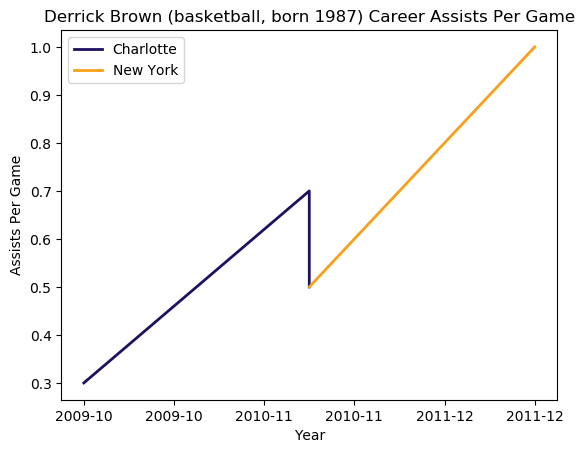 Derrick Brown (basketball, born 1987) Career Assists Per Game
Charlotte
New York
1.0
0.9
0.8
0.7
0.6
0.5
0.4
0.3
Assists Per Game
2009-10 2009-10 2010-11 2010-11 2011-12 2011-12
Year